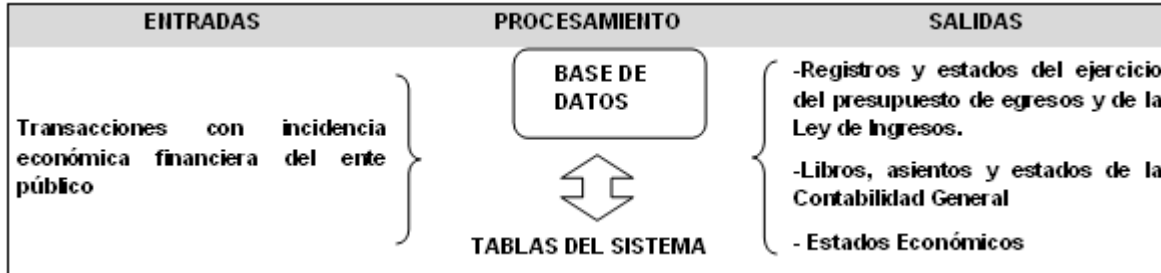 ENTRADAS
PROCESAMIENTO
SALIDAS
Transacciones con incidencia
económica financiera del ente
público
BASE DE
DATOS
TABLAS DEL SISTEMA
-Registros y estados del ejercicio
del presupuesto de egresos y de la
Ley de Ingresos.
-Libros, asientos y estados de la
Contabilidad General
- Estados Económicos